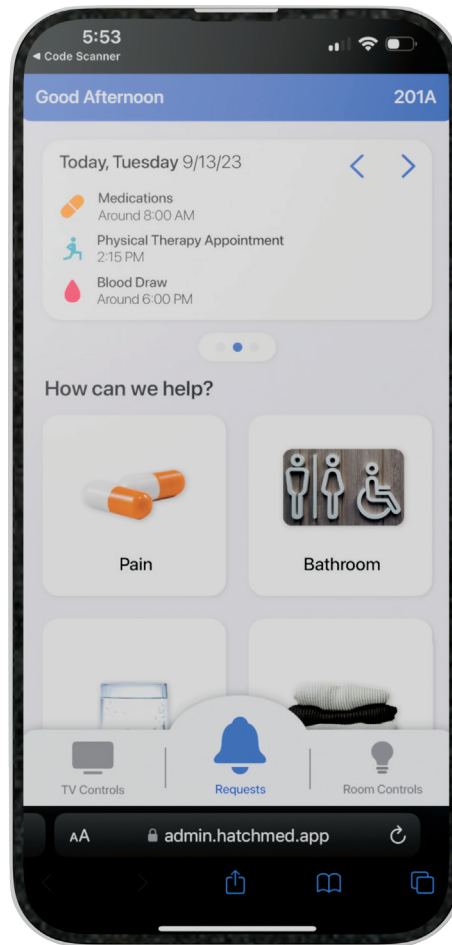 5:53
◀ Code Scanner
Good Afternoon 201A
Today, Tuesday 9/13/23
Medications
Around 8:00 AM
Physical Therapy Appointment
2:15 PM
Blood Draw
Around 6:00 PM
How can we help?
Pain Bathroom
TV Controls Requests Room Controls
AA admin.hatchmed.app